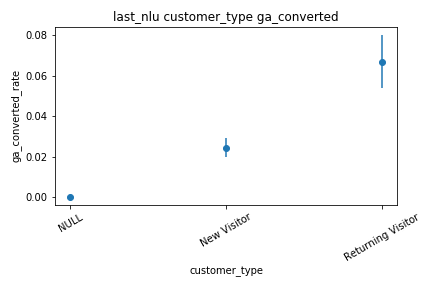 last_nlu customer_type ga_converted
0.08
0.06
0.04
0.02
0.00
ga_converted_rate
NULL
New Visitor
Returning Visitor
customer_type